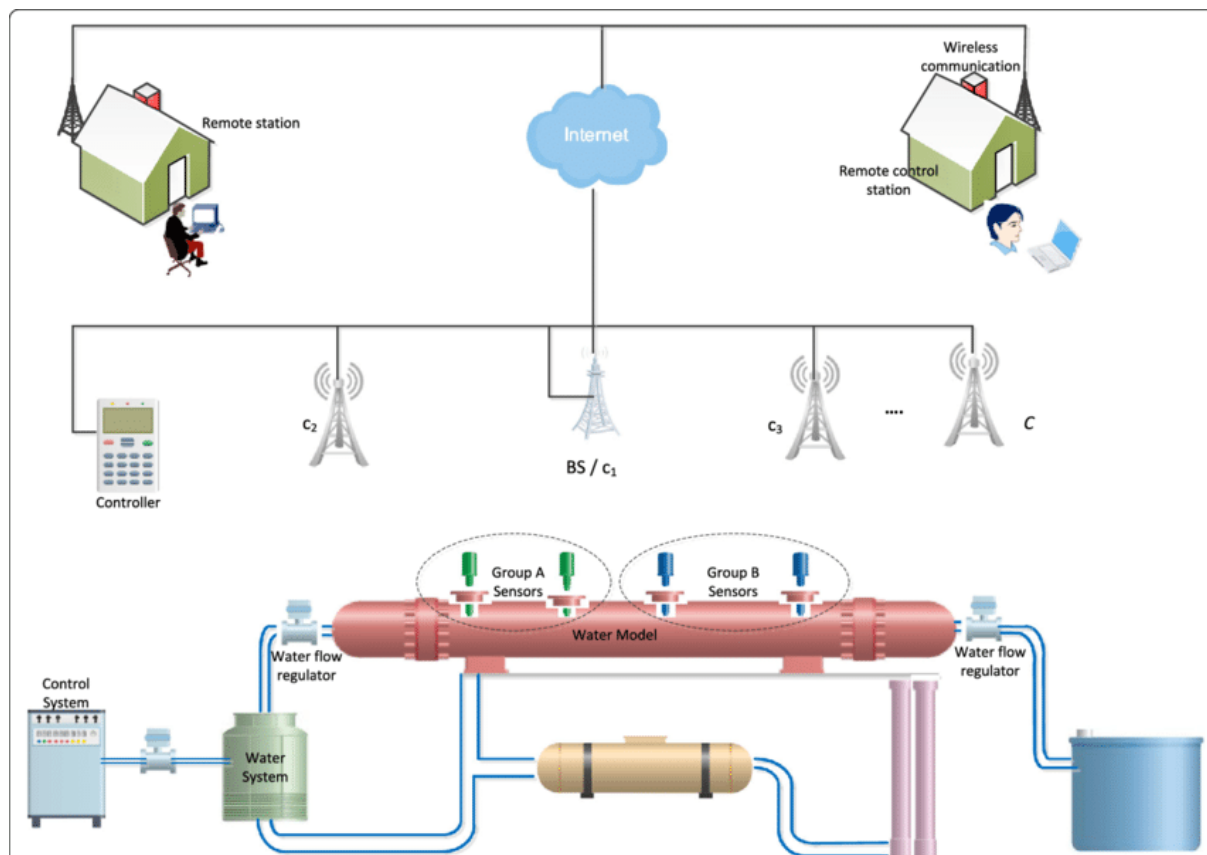 Wireless
communication
Remote station
Internet
Remote control
station
c2
BS / c1
c3
....
C
Controller
Group A
Sensors
Group B
Sensors
Water Model
Water flow
regulator
Water flow
regulator
Control
System
Water
System